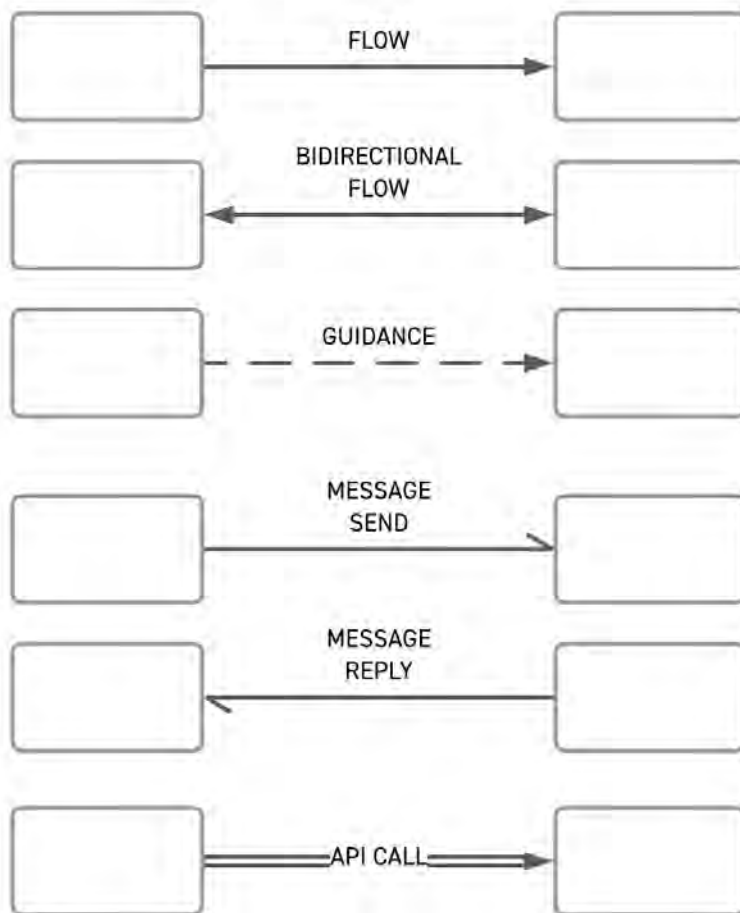 FLOW
BIDIRECTIONAL
FLOW
GUIDANCE
MESSAGE
SEND
MESSAGE
REPLY
API CALL